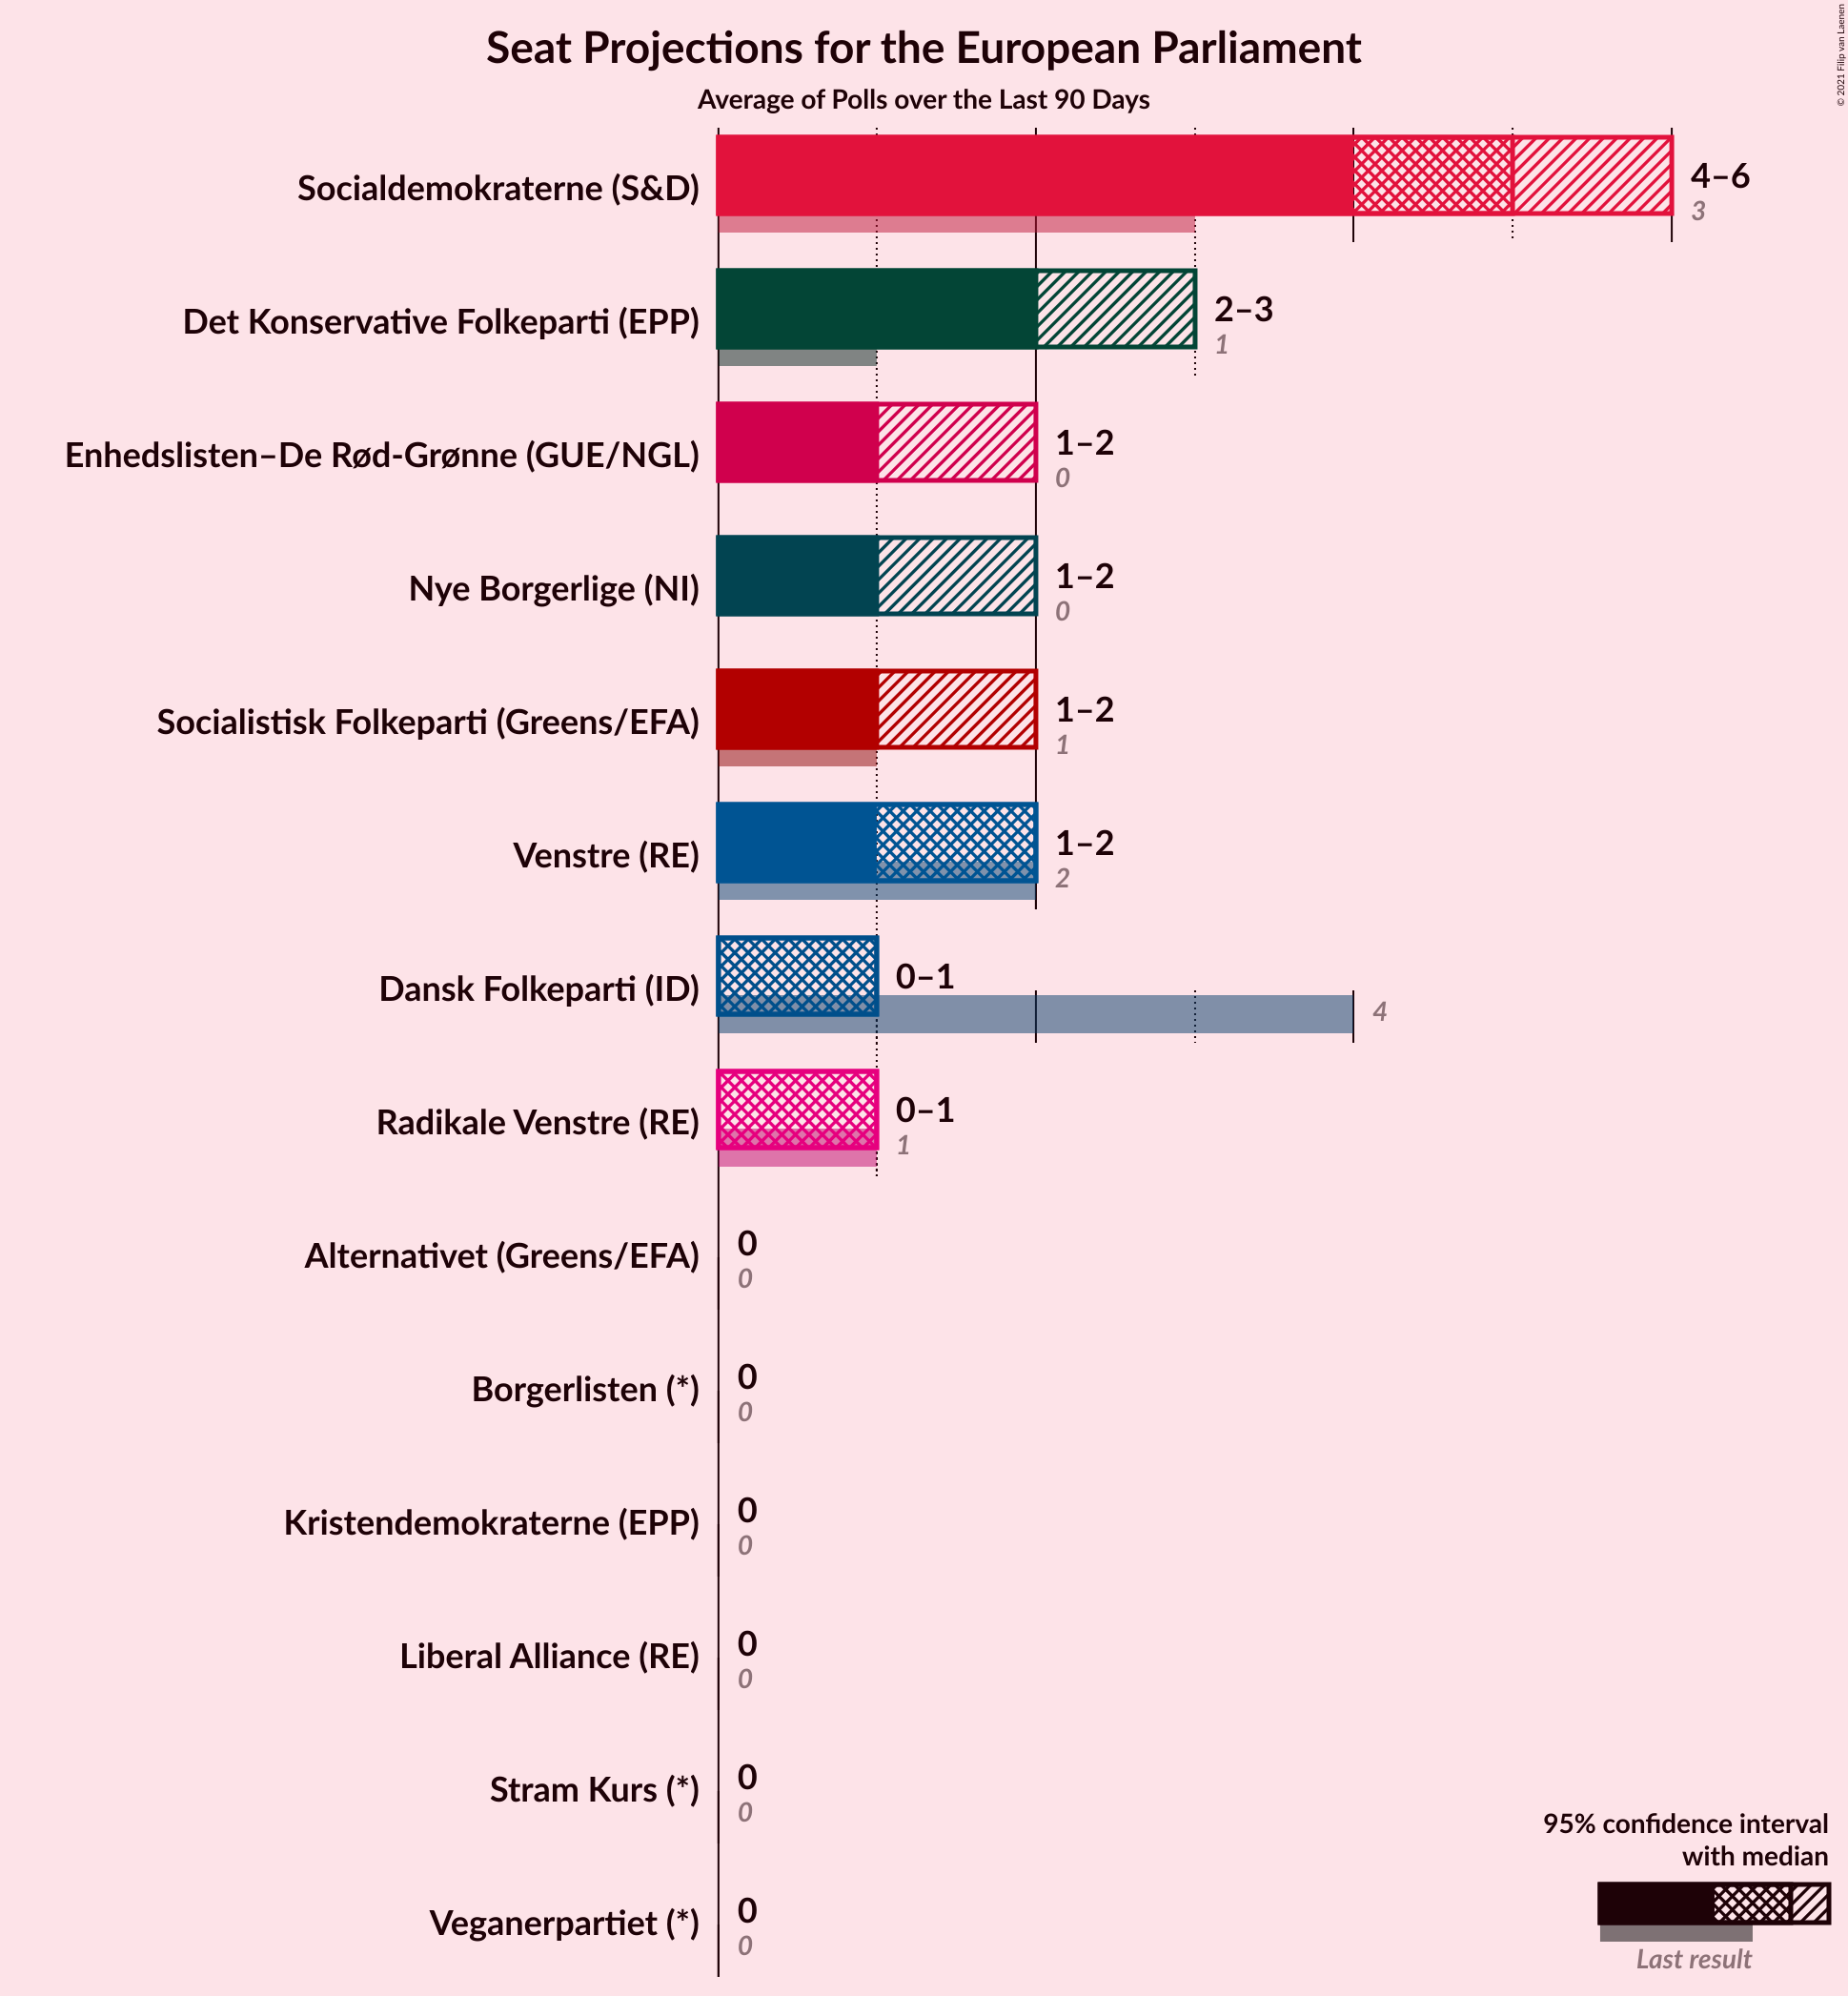 Seat Projections for the European Parliament
Average of Polls over the Last 90 Days
© 2021 Filip van Laenen
Socialdemokraterne (S&D)
4–6
3
Det Konservative Folkeparti (EPP)
2–3
1
Enhedslisten–De Rød-Grønne (GUE/NGL)
1–2
0
Nye Borgerlige (NI)
1–2
0
Socialistisk Folkeparti (Greens/EFA)
1–2
1
Venstre (RE)
1–2
2
Dansk Folkeparti (ID)
0–1
4
Radikale Venstre (RE)
0–1
1
Alternativet (Greens/EFA)
0
0
Borgerlisten (*)
0
0
Kristendemokraterne (EPP)
0
0
Liberal Alliance (RE)
0
0
Stram Kurs (*)
0
0
Veganerpartiet (*)
0
0
95% confidence interval
with median
Last result